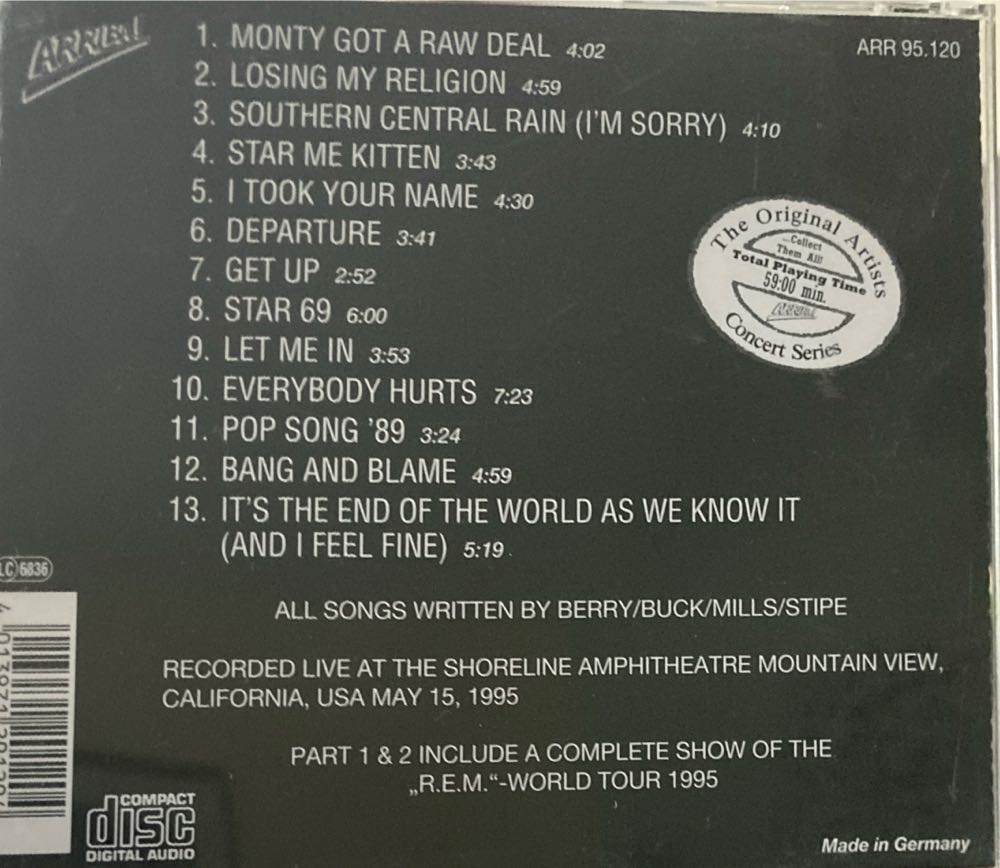 ARRIBA!
ARR 95.120
1. MONTY GOT A RAW DEAL 4:02
2. LOSING MY RELIGION 4:59
3. SOUTHERN CENTRAL RAIN (I'M SORRY) 4:10
4. STAR ME KITTEN 3:43
5. I TOOK YOUR NAME 4:30
6. DEPARTURE 3:41
7. GET UP 2:52
8. STAR 69 6:00
9. LET ME IN 3:53
10. EVERYBODY HURTS 7:23
11. POP SONG '89 3:24
12. BANG AND BLAME 4:59
13. IT'S THE END OF THE WORLD AS WE KNOW IT
(AND I FEEL FINE) 5:19
The Original Artists
...Collect
Them All!
Total Playing Time
59:00 min.
ARRIBA!
Concert Series
LC 6836
ALL SONGS WRITTEN BY BERRY/BUCK/MILLS/STIPE
RECORDED LIVE AT THE SHORELINE AMPHITHEATRE MOUNTAIN VIEW,
CALIFORNIA, USA MAY 15, 1995
PART 1 & 2 INCLUDE A COMPLETE SHOW OF THE
„R.E.M.“-WORLD TOUR 1995
COMPACT
disc
DIGITAL AUDIO
Made in Germany